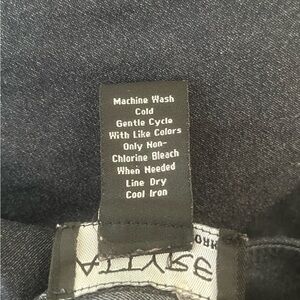 Machine Wash
Cold
Gentle Cycle
With Like Colors
Only Non-
Chlorine Bleach
When Needed
Line Dry
Cool Iron